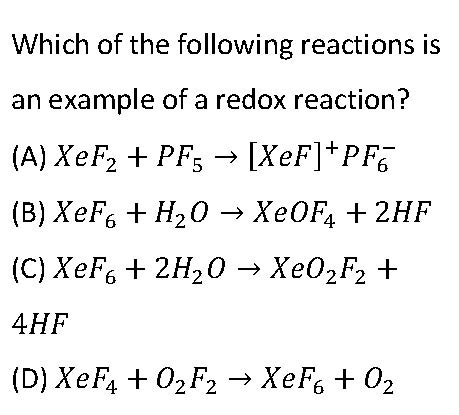 Which of the following reactions is
an example of a redox reaction?
(A) XeF₂ + PF₅ → [XeF]⁺PF₆⁻
(B) XeF₆ + H₂O → XeOF₄ + 2HF
(C) XeF₆ + 2H₂O → XeO₂F₂ +
4HF
(D) XeF₄ + O₂F₂ → XeF₆ + O₂